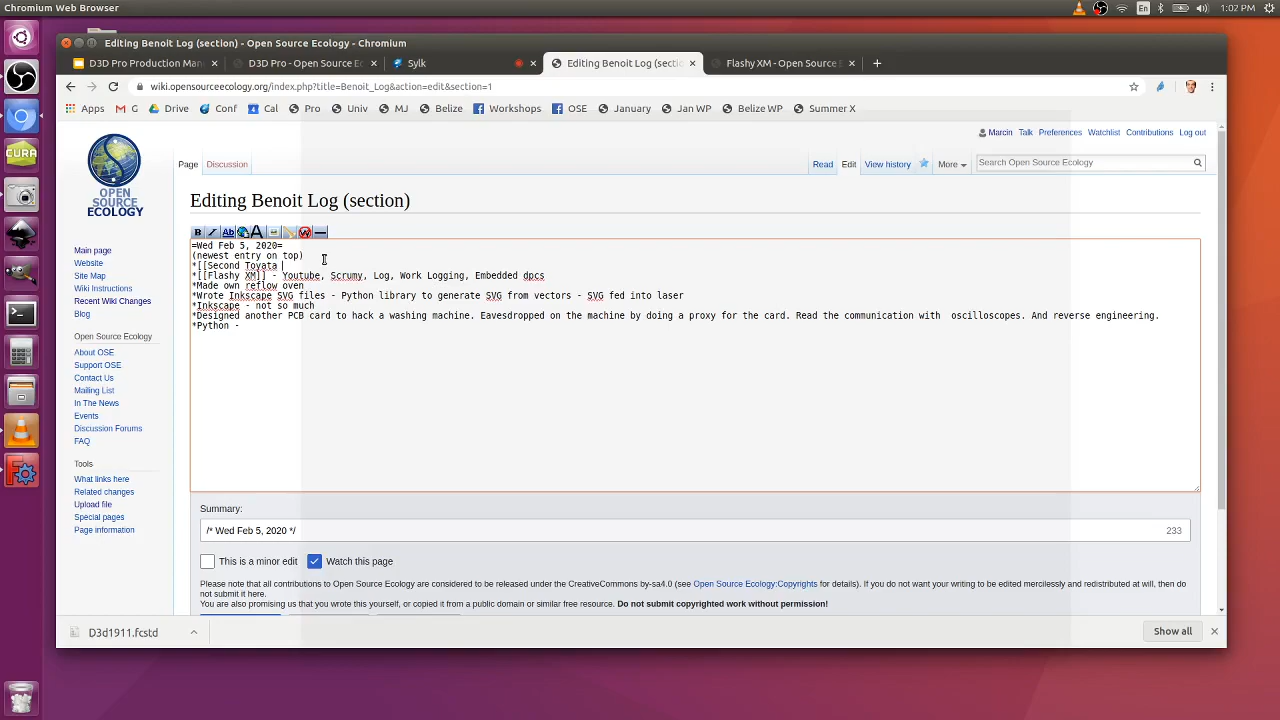 Chromium Web Browser
En
1:02 PM
Editing Benoit Log (section) - Open Source Ecology - Chromium
D3D Pro Production Man
D3D Pro - Open Source Ec
Sylk
Editing Benoit Log (sectio
Flashy XM - Open Source E
wiki.opensourceecology.org/index.php?title=Benoit_Log&action=edit&section=1
Apps
G
Drive
Conf
Cal
Pro
Univ
MJ
Belize
Workshops
OSE
January
Jan WP
Belize WP
Summer X
Marcin
Talk
Preferences
Watchlist
Contributions
Log out
Page
Discussion
Read
Edit
View history
More
Search Open Source Ecology
OPEN
SOURCE
ECOLOGY
Main page
Website
Site Map
Wiki Instructions
Recent Wiki Changes
Blog
Open Source Ecology
About OSE
Support OSE
Contact Us
Mailing List
In The News
Events
Discussion Forums
FAQ
Tools
What links here
Related changes
Upload file
Special pages
Page information
Editing Benoit Log (section)
B
Ab
A
=Wed Feb 5, 2020=
(newest entry on top)
*[[Second Toyata
*[[Flashy XM]] - Youtube, Scrumy, Log, Work Logging, Embedded dpcs
*Made own reflow oven
*Wrote Inkscape SVG files - Python library to generate SVG from vectors - SVG fed into laser
*Inkscape - not so much
*Designed another PCB card to hack a washing machine. Eavesdropped on the machine by doing a proxy for the card. Read the communication with  oscilloscopes. And reverse engineering.
*Python -
Summary:
/* Wed Feb 5, 2020 */
233
This is a minor edit
Watch this page
Please note that all contributions to Open Source Ecology are considered to be released under the CreativeCommons by-sa4.0 (see Open Source Ecology:Copyrights for details). If you do not want your writing to be edited mercilessly and redistributed at will, then do
not submit it here.
You are also promising us that you wrote this yourself, or copied it from a public domain or similar free resource. Do not submit copyrighted work without permission!
D3d1911.fcstd
Show all
CURA